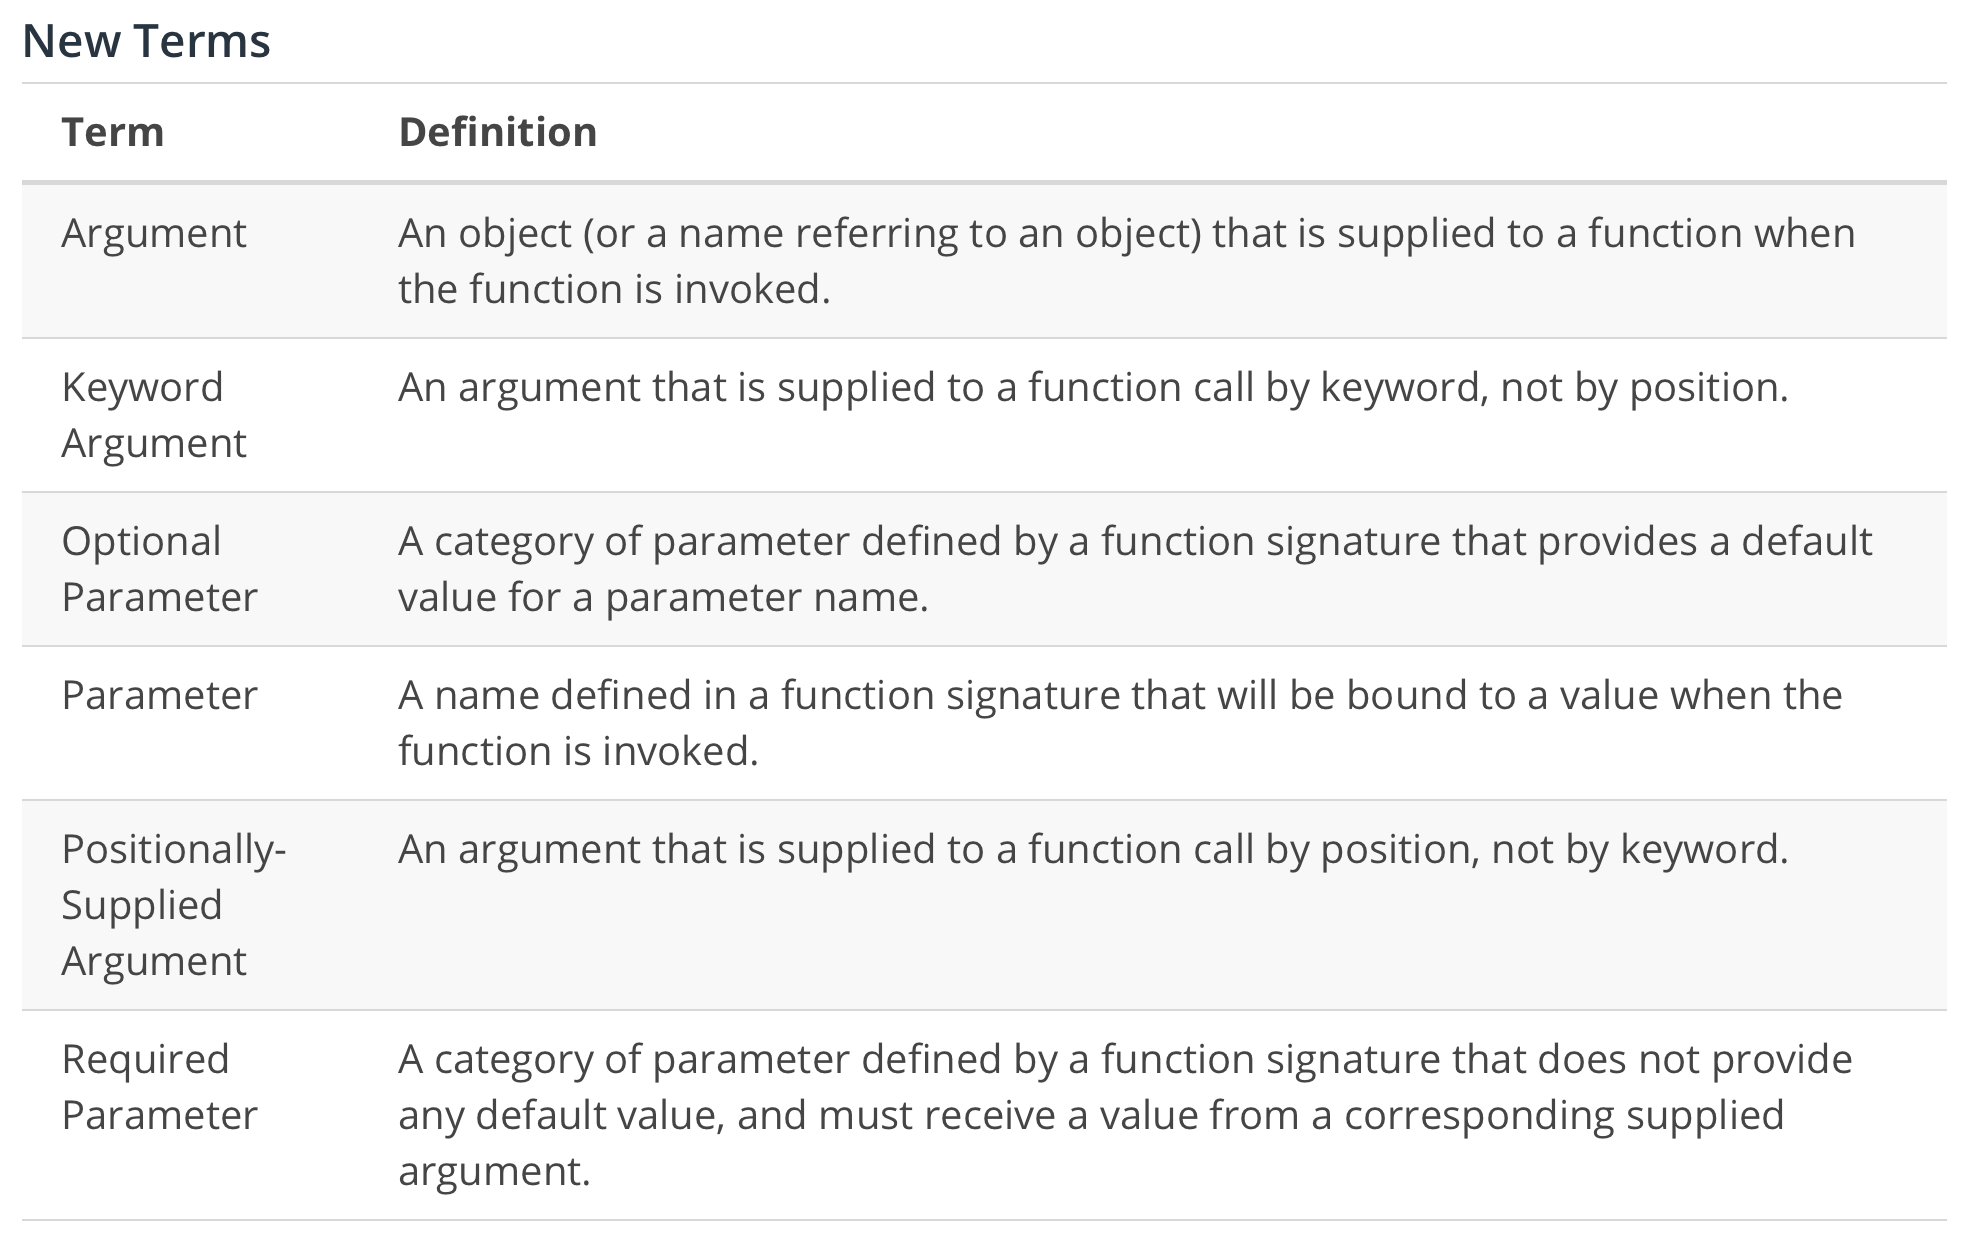 New Terms
Term Definition
Argument An object (or a name referring to an object) that is supplied to a function when
the function is invoked.
Keyword An argument that is supplied to a function call by keyword, not by position.
Argument
Optional A category of parameter defined by a function signature that provides a default
Parameter value for a parameter name.
Parameter A name defined in a function signature that will be bound to a value when the
function is invoked.
Positionally- An argument that is supplied to a function call by position, not by keyword.
Supplied
Argument
Required A category of parameter defined by a function signature that does not provide
Parameter any default value, and must receive a value from a corresponding supplied
argument.